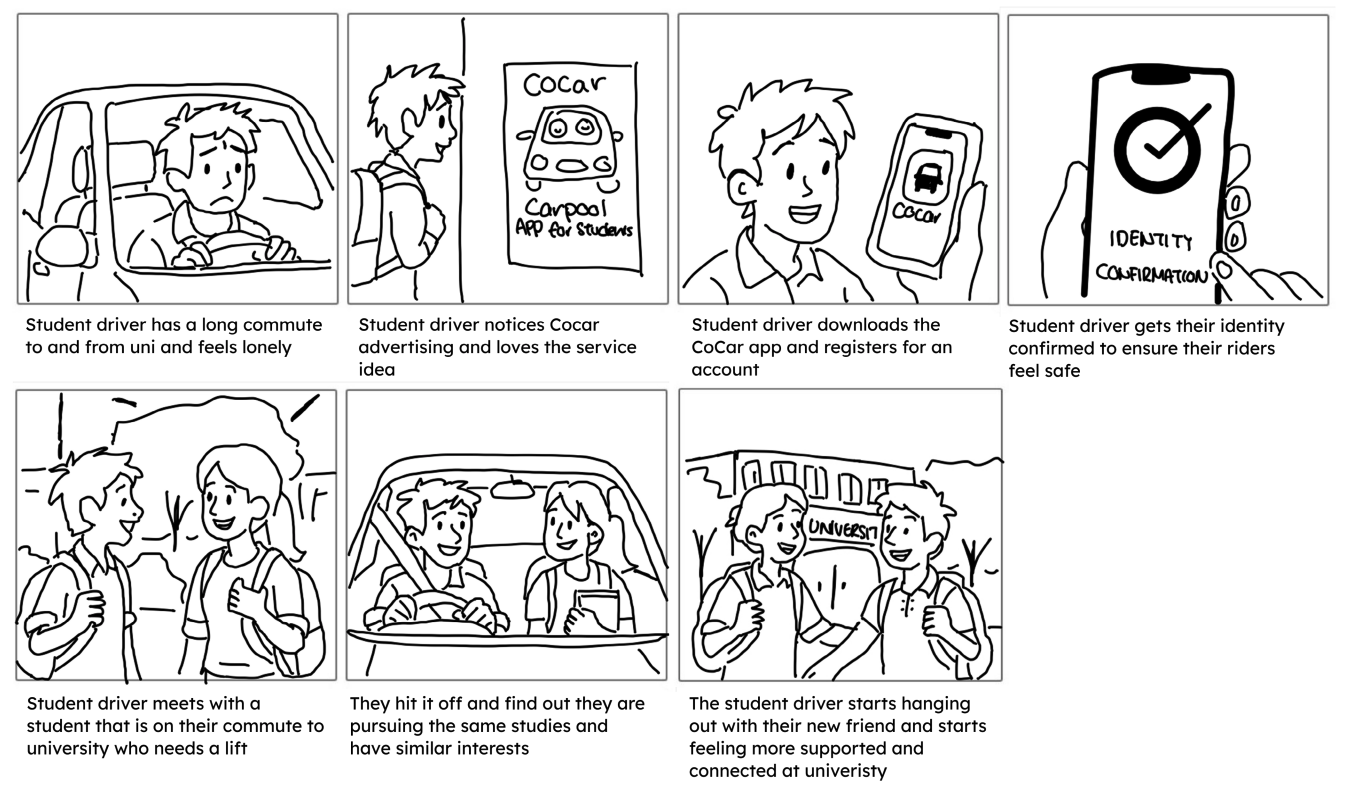 Cocar
Carpool
APP for Students
Cocar
IDENTITY
CONFIRMATION
Student driver has a long commute
to and from uni and feels lonely
Student driver notices Cocar
advertising and loves the service
idea
Student driver downloads the
CoCar app and registers for an
account
Student driver gets their identity
confirmed to ensure their riders
feel safe
UNIVERSIT
Student driver meets with a
student that is on their commute to
university who needs a lift
They hit it off and find out they are
pursuing the same studies and
have similar interests
The student driver starts hanging
out with their new friend and starts
feeling more supported and
connected at univeristy